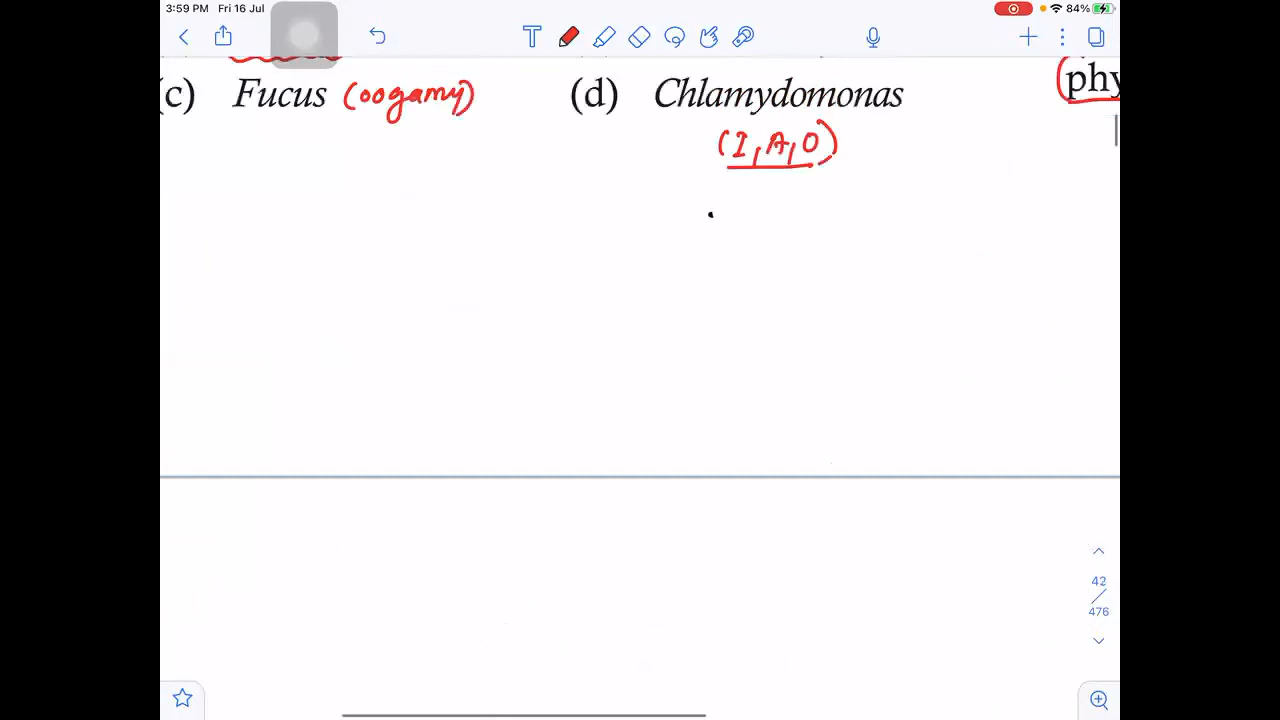 3:59 PM Fri 16 Jul 84%
T
(c) Fucus (oogamy) (d) Chlamydomonas (phy
(I, A, O)
42
476